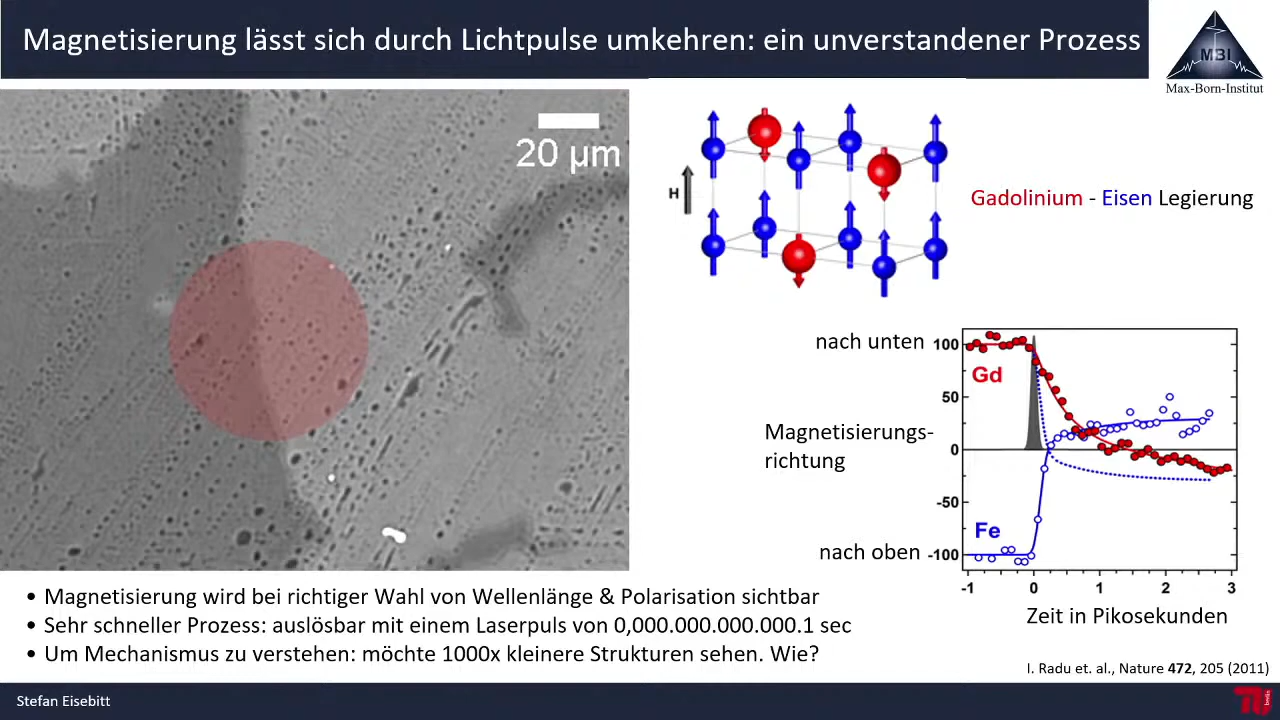 Magnetisierung lässt sich durch Lichtpulse umkehren: ein unverstandener Prozess
MBI
Max-Born-Institut
20 µm
H
Gadolinium - Eisen Legierung
nach unten
Magnetisierungs-
richtung
nach oben
100
50
0
-50
-100
Gd
Fe
-1 0 1 2 3
Zeit in Pikosekunden
• Magnetisierung wird bei richtiger Wahl von Wellenlänge & Polarisation sichtbar
• Sehr schneller Prozess: auslösbar mit einem Laserpuls von 0,000.000.000.000.1 sec
• Um Mechanismus zu verstehen: möchte 1000x kleinere Strukturen sehen. Wie?
I. Radu et. al., Nature 472, 205 (2011)
Stefan Eisebitt
berlin